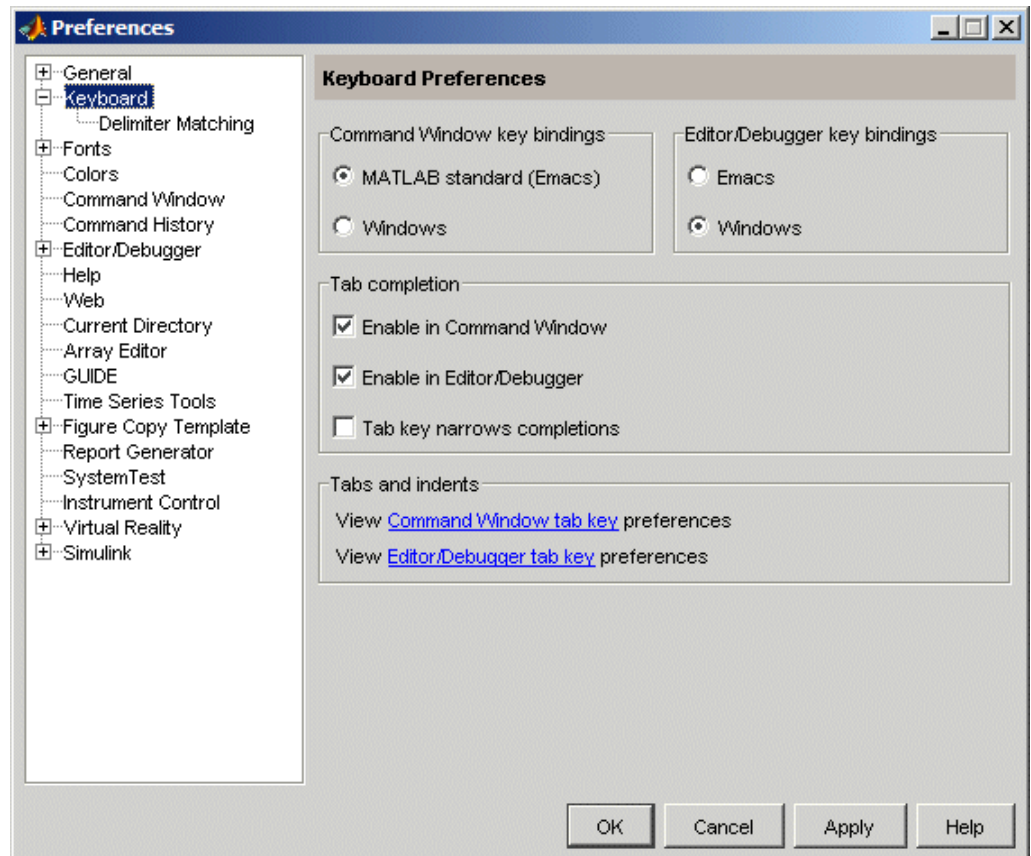 Preferences
General
Keyboard
Delimiter Matching
Fonts
Colors
Command Window
Command History
Editor/Debugger
Help
Web
Current Directory
Array Editor
GUIDE
Time Series Tools
Figure Copy Template
Report Generator
SystemTest
Instrument Control
Virtual Reality
Simulink
Keyboard Preferences
Command Window key bindings
MATLAB standard (Emacs)
Windows
Editor/Debugger key bindings
Emacs
Windows
Tab completion
Enable in Command Window
Enable in Editor/Debugger
Tab key narrows completions
Tabs and indents
View Command Window tab key preferences
View Editor/Debugger tab key preferences
OK Cancel Apply Help